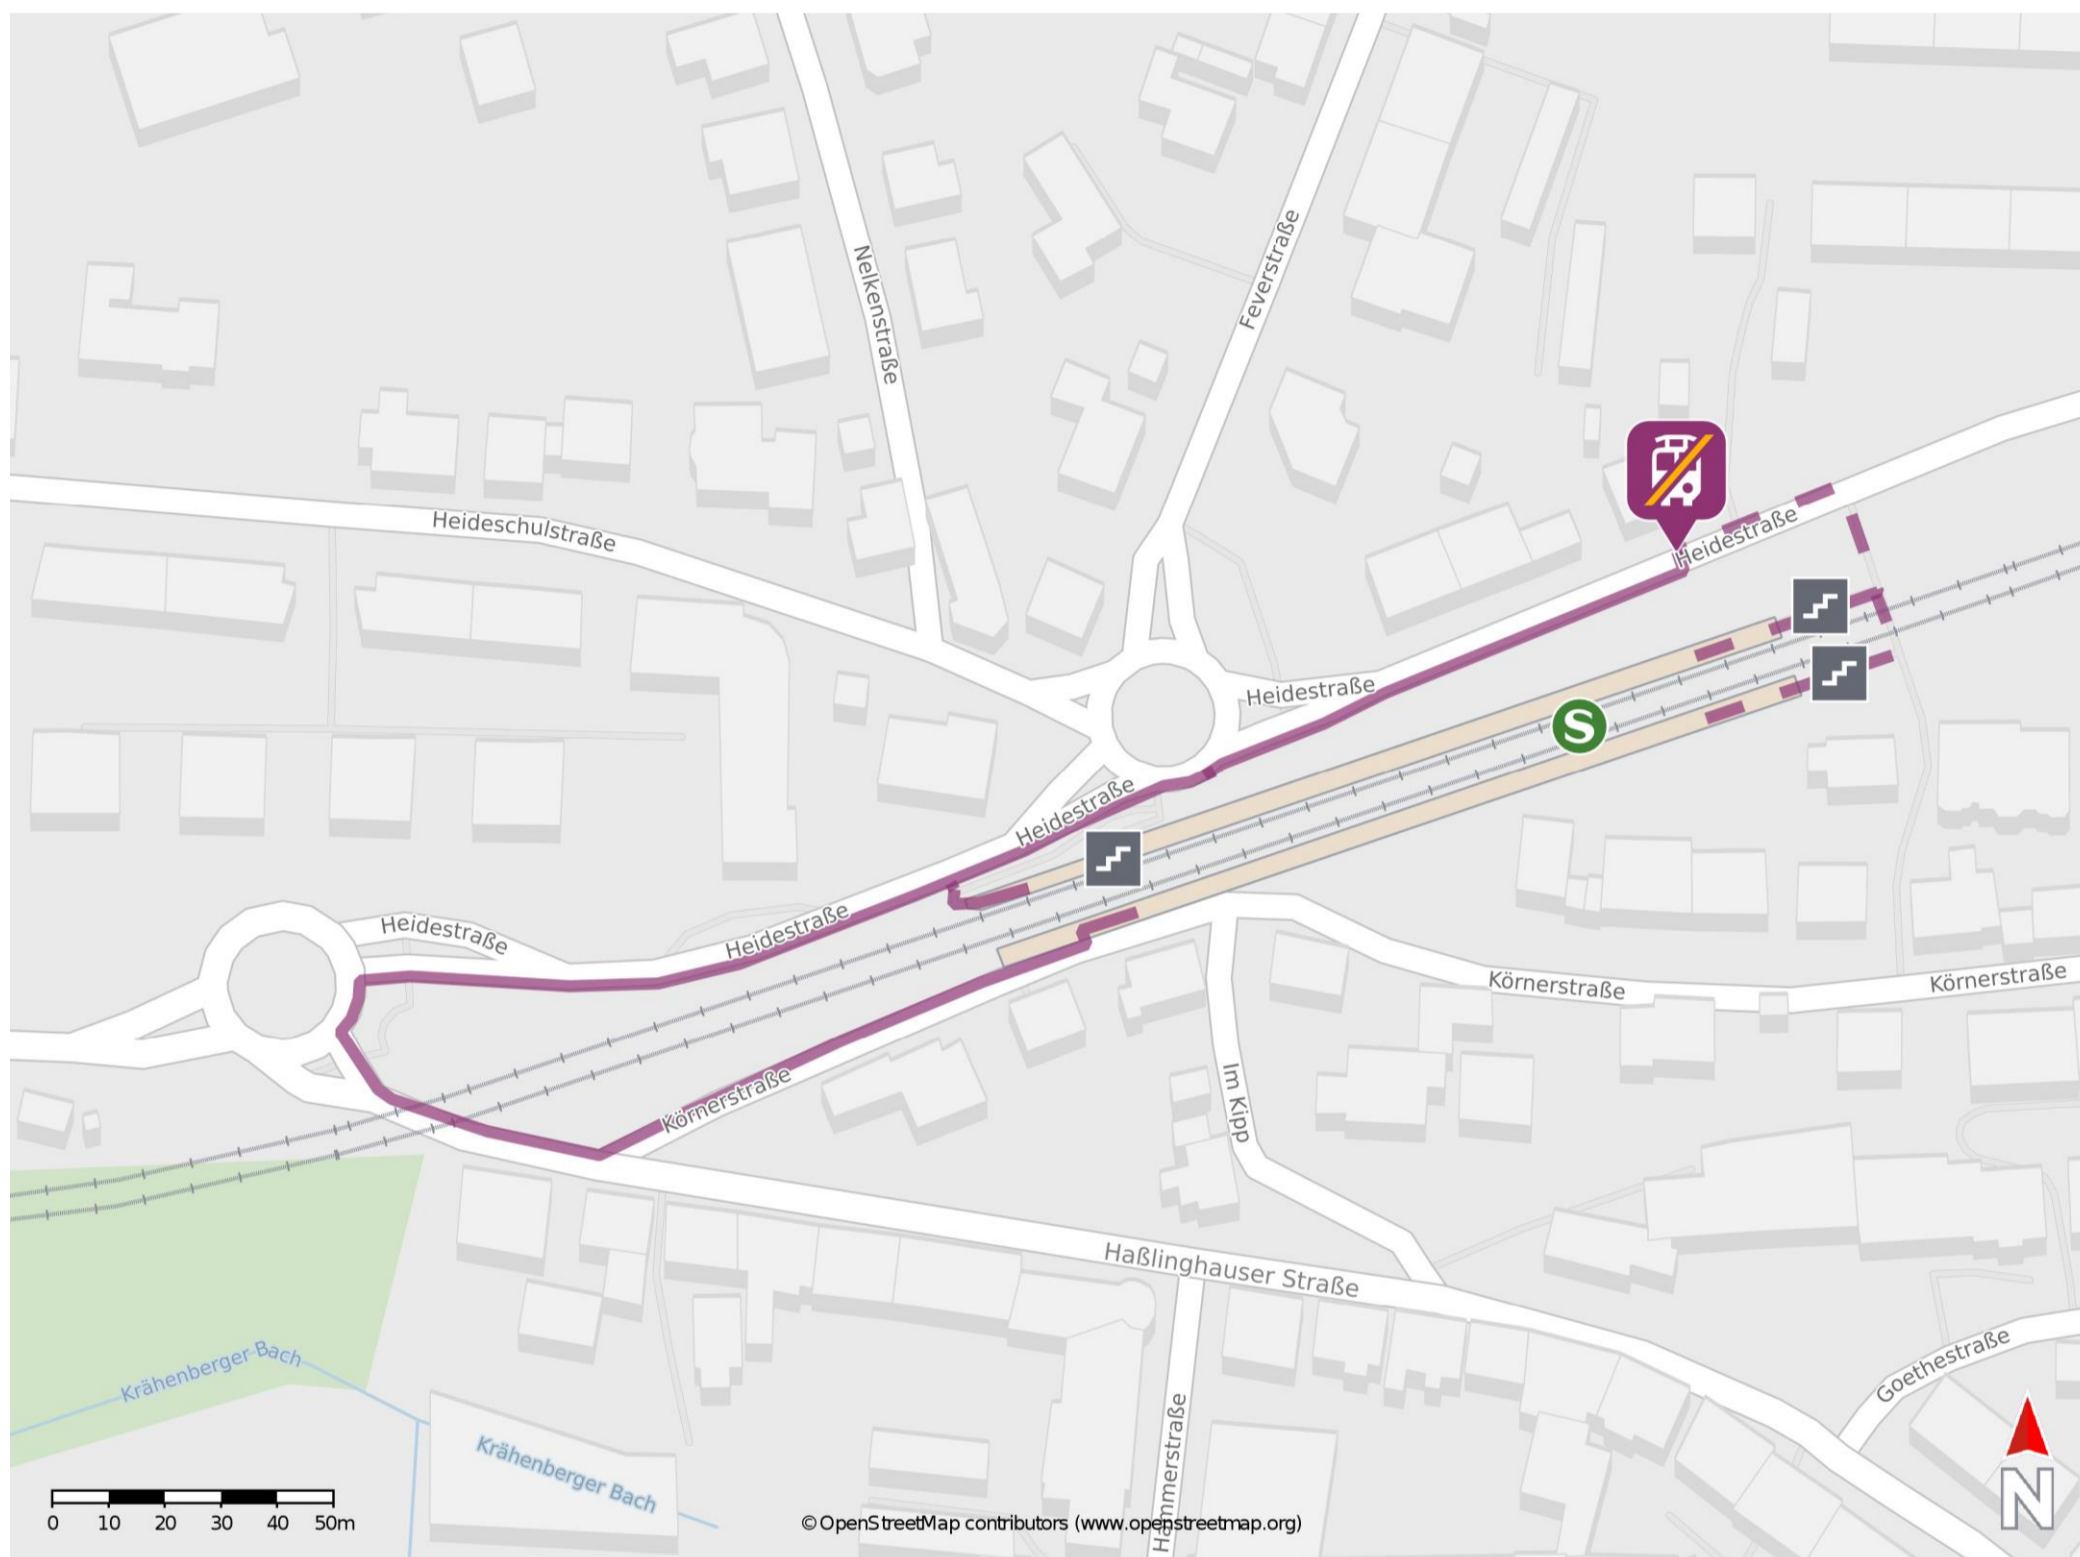 Nelkenstraße
Feverstraße
Heideschulstraße
Heidestraße
Heidestraße
S
Heidestraße
Heidestraße
Heidestraße
Körnerstraße
Körnerstraße
Körnerstraße
Im Kipp
Haßlinghauser Straße
Goethestraße
Krähenberger Bach
Krähenberger Bach
Hammerstraße
N
0 10 20 30 40 50m
© OpenStreetMap contributors (www.openstreetmap.org)